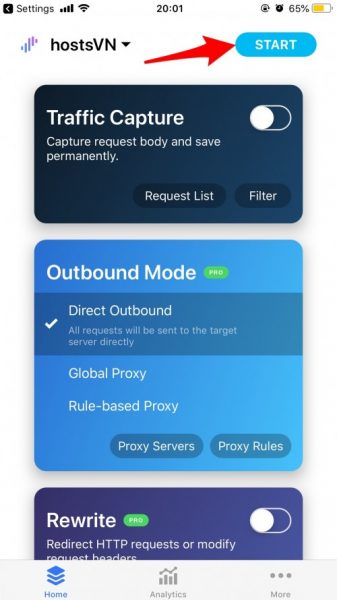 Settings 20:01 65%
hostsVN START
Traffic Capture
Capture request body and save
permanently.
Request List Filter
Outbound Mode PRO
Direct Outbound
All requests will be sent to the target
server directly
Global Proxy
Rule-based Proxy
Proxy Servers Proxy Rules
Rewrite PRO
Redirect HTTP requests or modify
request headers
Home Analytics More